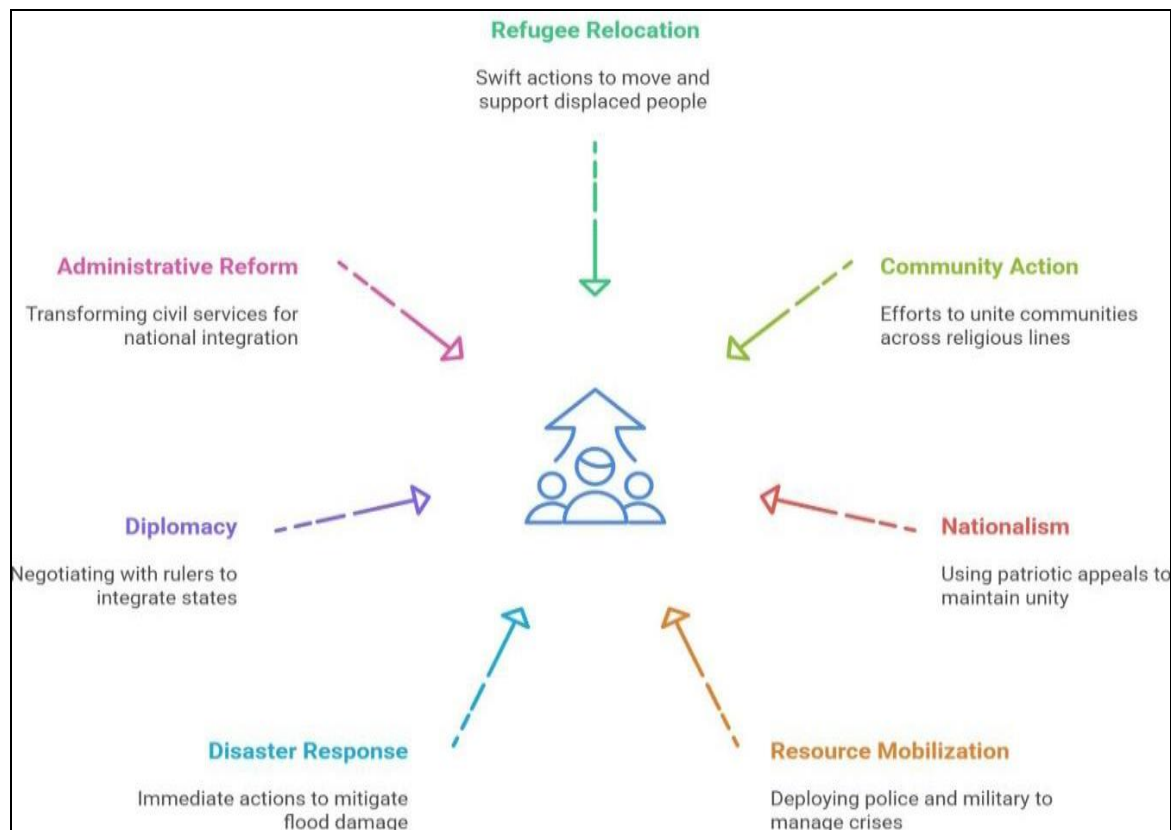 Refugee Relocation
Swift actions to move and
support displaced people
Administrative Reform
Transforming civil services for
national integration
Community Action
Efforts to unite communities
across religious lines
Diplomacy
Negotiating with rulers to
integrate states
Nationalism
Using patriotic appeals to
maintain unity
Disaster Response
Immediate actions to mitigate
flood damage
Resource Mobilization
Deploying police and military to
manage crises